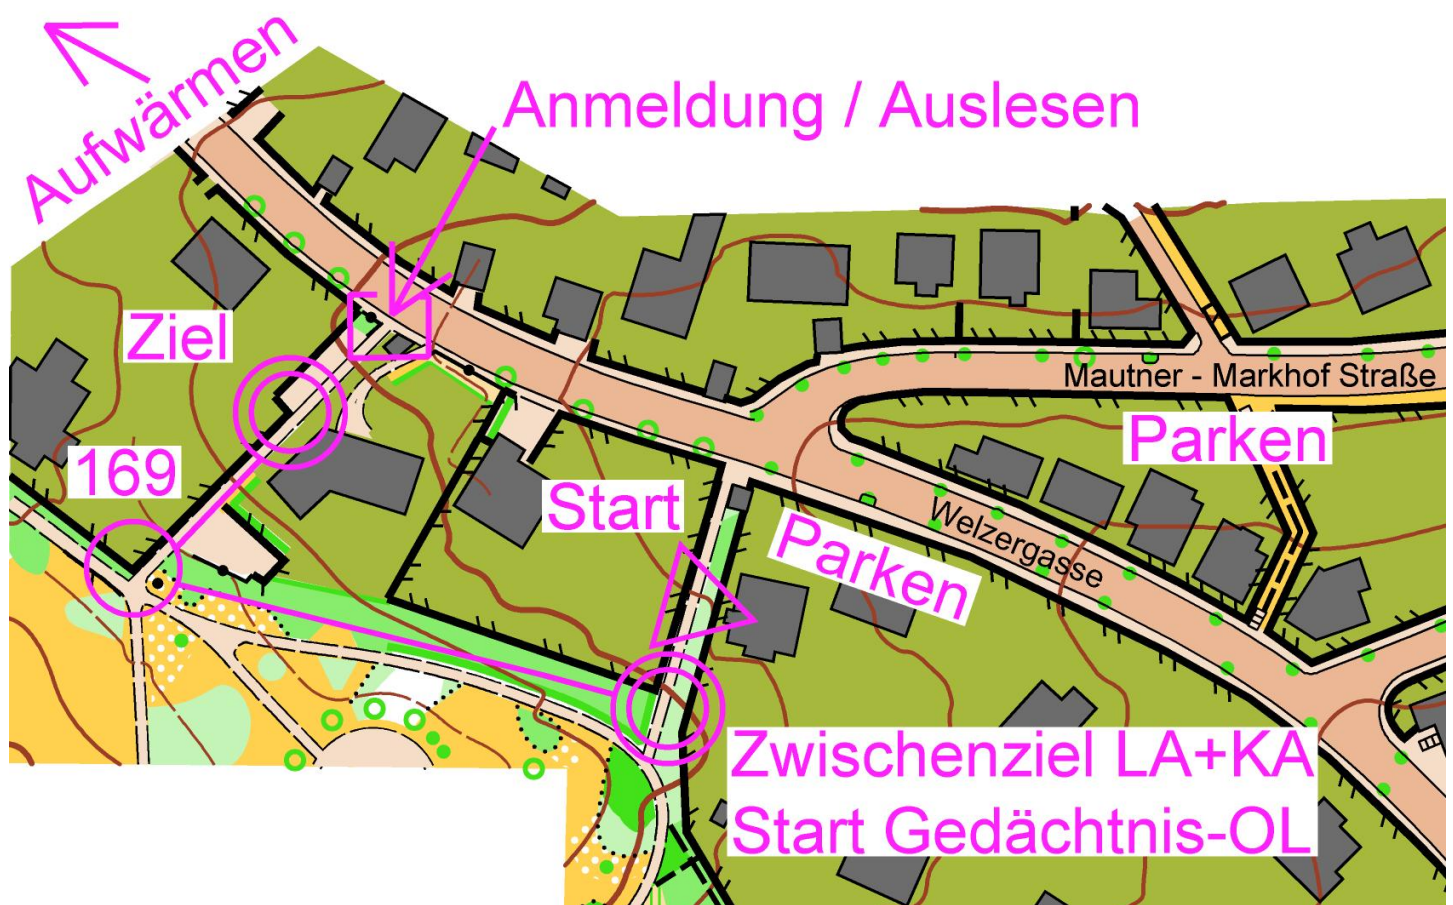 Aufwärmen
Anmeldung / Auslesen
Ziel
Mautner - Markhof Straße
Parken
169
Start
Parken
Welzergasse
Zwischenziel LA+KA
Start Gedächtnis-OL